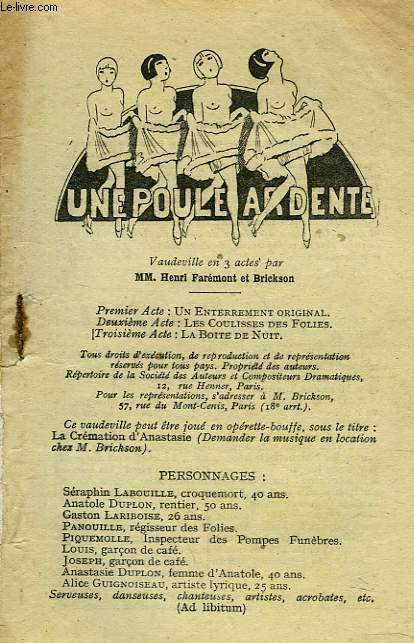 Le-livre.com
UNE POULE ARDENTE
Vaudeville en 3 actes par
MM. Henri Farémont et Brickson
Premier Acte : UN ENTERREMENT ORIGINAL.
Deuxième Acte : LES COULISSES DES FOLIES.
Troisième Acte : LA BOITE DE NUIT.
Tous droits d'exécution, de reproduction et de représentation
réservés pour tous pays. Propriété des auteurs.
Répertoire de la Société des Auteurs et Compositeurs Dramatiques,
12, rue Henner, Paris.
Pour les représentations, s'adresser à M. Brickson,
57, rue du Mont-Cenis, Paris (18e arrt.).
Ce vaudeville peut être joué en opérette-bouffe, sous le titre :
La Crémation d'Anastasie (Demander la musique en location
chez M. Brickson).
PERSONNAGES :
Séraphin LABOUILLE, croquemort, 40 ans.
Anatole DUPLON, rentier, 50 ans.
Gaston LARIBOISE, 26 ans.
PANOUILLE, régisseur des Folies.
PIQUEMOLLE, Inspecteur des Pompes Funèbres.
LOUIS, garçon de café.
JOSEPH, garçon de café.
Anastasie DUPLON, femme d'Anatole, 40 ans.
Alice GUIGNOISEAU, artiste lyrique, 25 ans.
Serveuses, danseuses, chanteuses, artistes, acrobates, etc.
(Ad libitum)